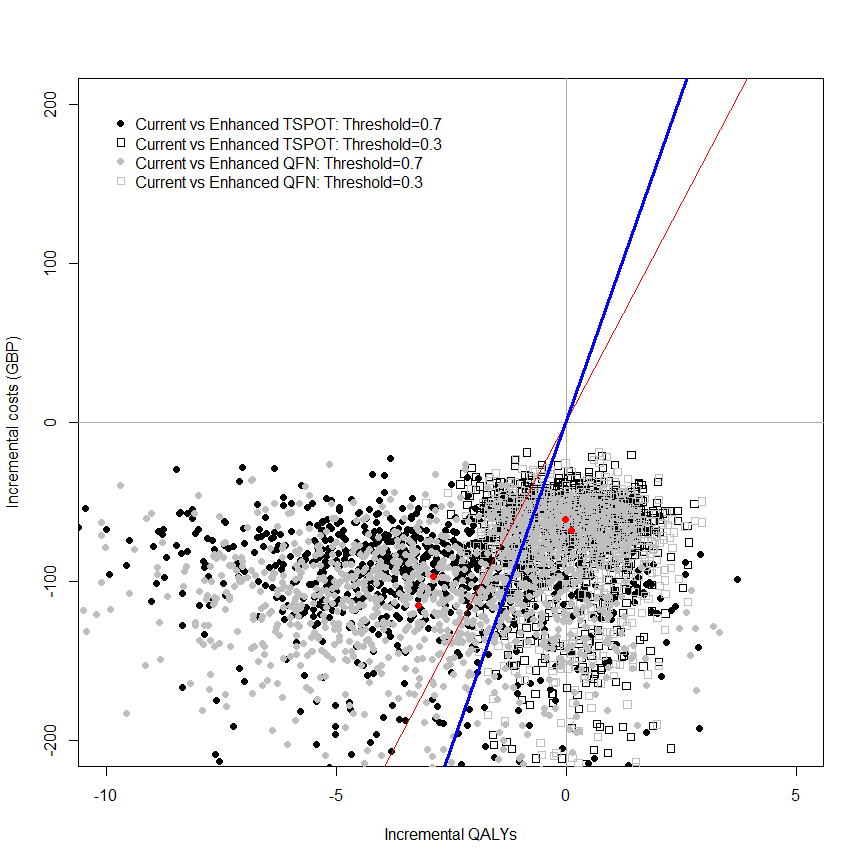 Current vs Enhanced TSPOT: Threshold=0.7
Current vs Enhanced TSPOT: Threshold=0.3
Current vs Enhanced QFN: Threshold=0.7
Current vs Enhanced QFN: Threshold=0.3
200
100
0
-100
-200
Incremental costs (GBP)
-10
-5
0
5
Incremental QALYs